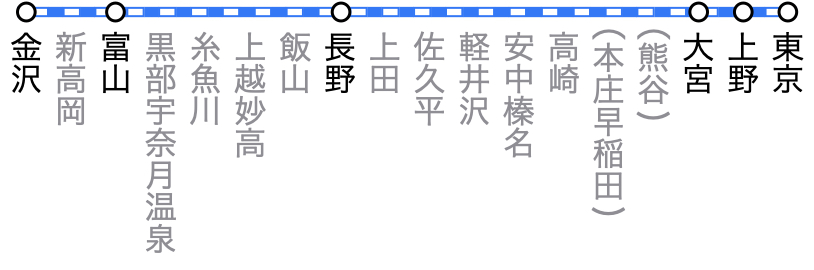 金沢
新高岡
富山
黒部宇奈月温泉
糸魚川
上越妙高
飯山
長野
上田
佐久平
軽井沢
安中榛名
高崎
(本庄早稲田)
(熊谷)
大宮
上野
東京